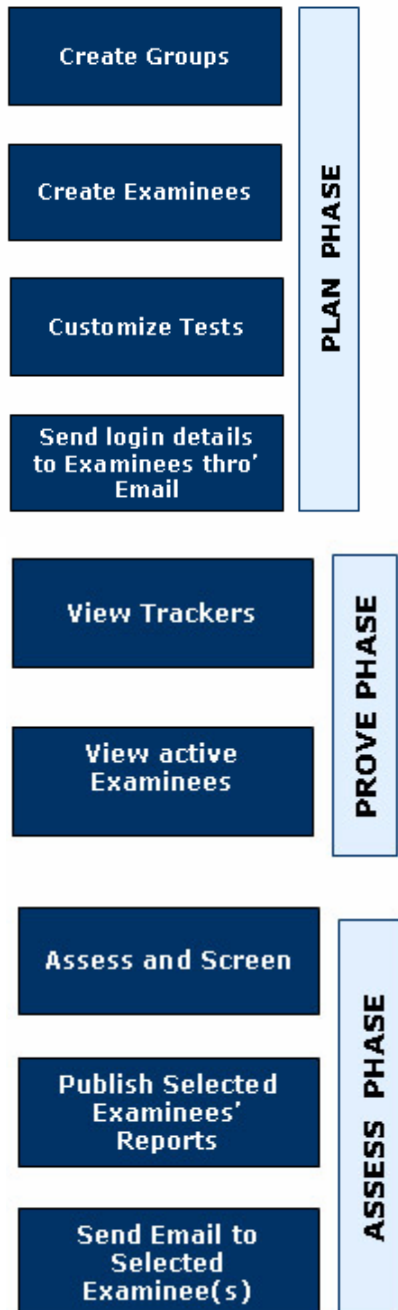 Create Groups
Create Examinees
Customize Tests
Send login details
to Examinees thro'
Email
PLAN PHASE
View Trackers
View active
Examinees
PROVE PHASE
Assess and Screen
Publish Selected
Examinees'
Reports
Send Email to
Selected
Examinee(s)
ASSESS PHASE